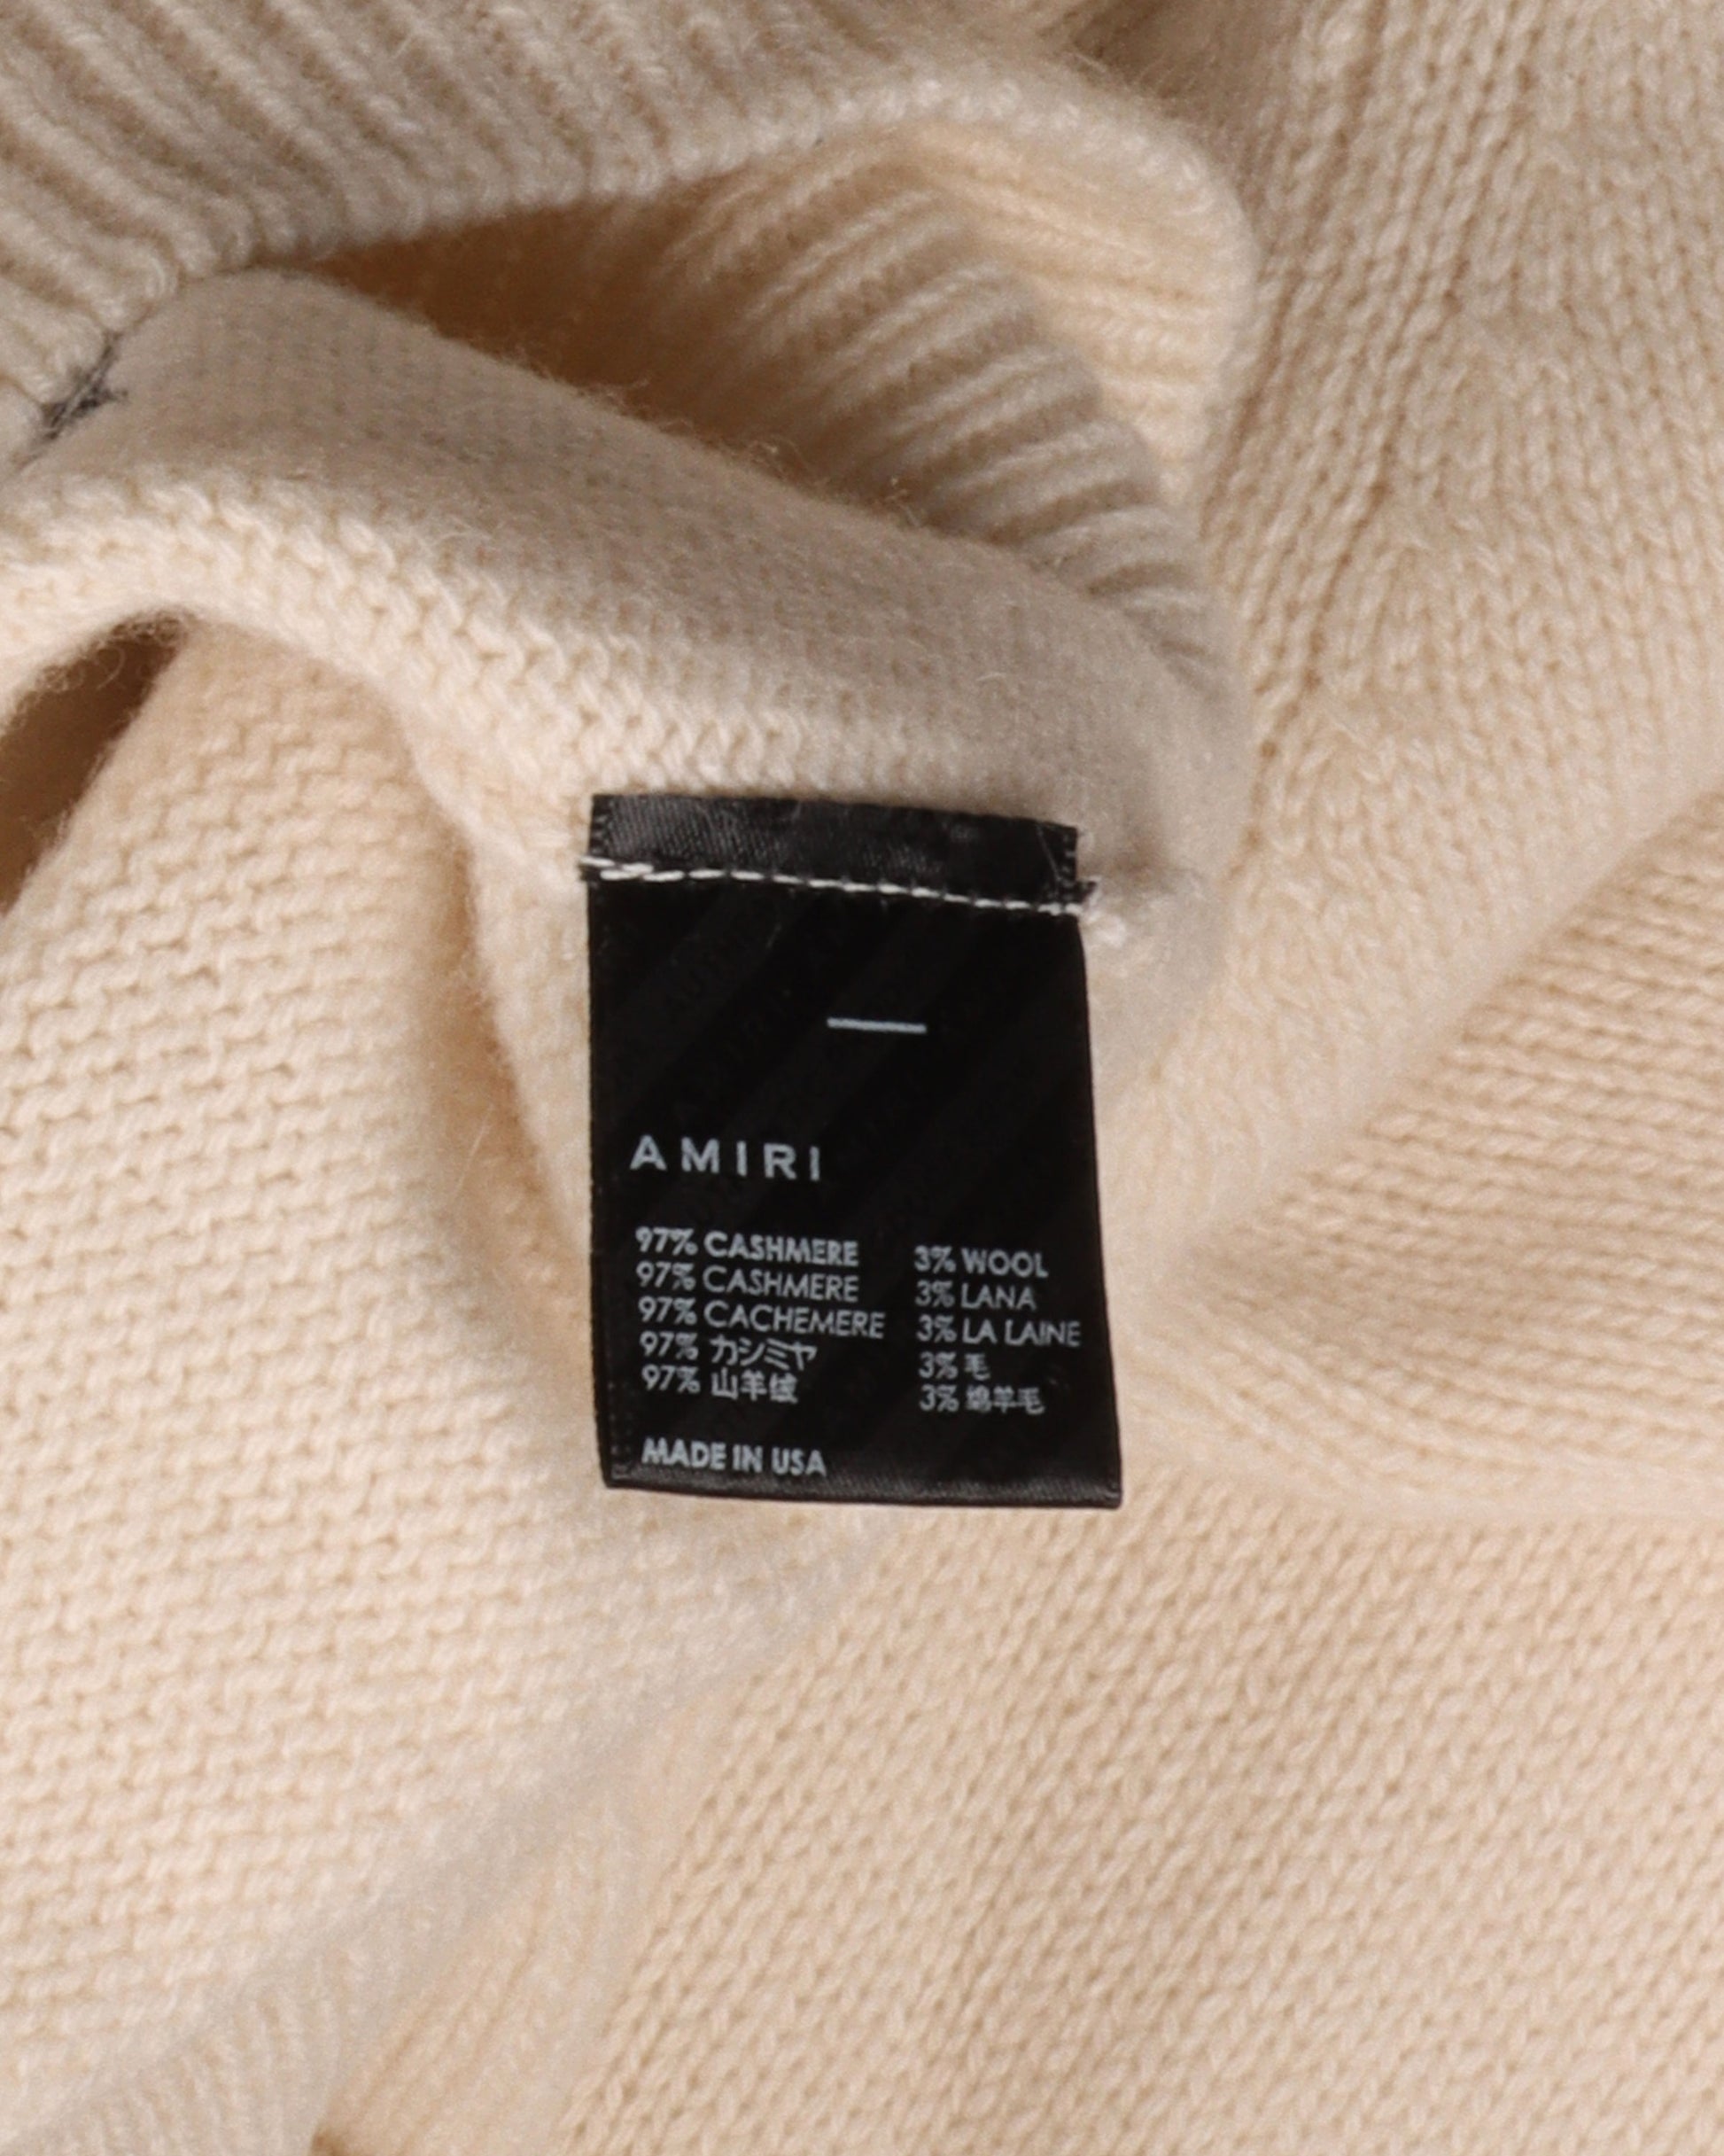 AMIRI
97% CASHMERE 3% WOOL
97% CASHMERE 3% LANA
97% CACHEMERE 3% LA LAINE
97% カシミヤ 3% 毛
97% 山羊绒 3% 绵羊毛
MADE IN USA